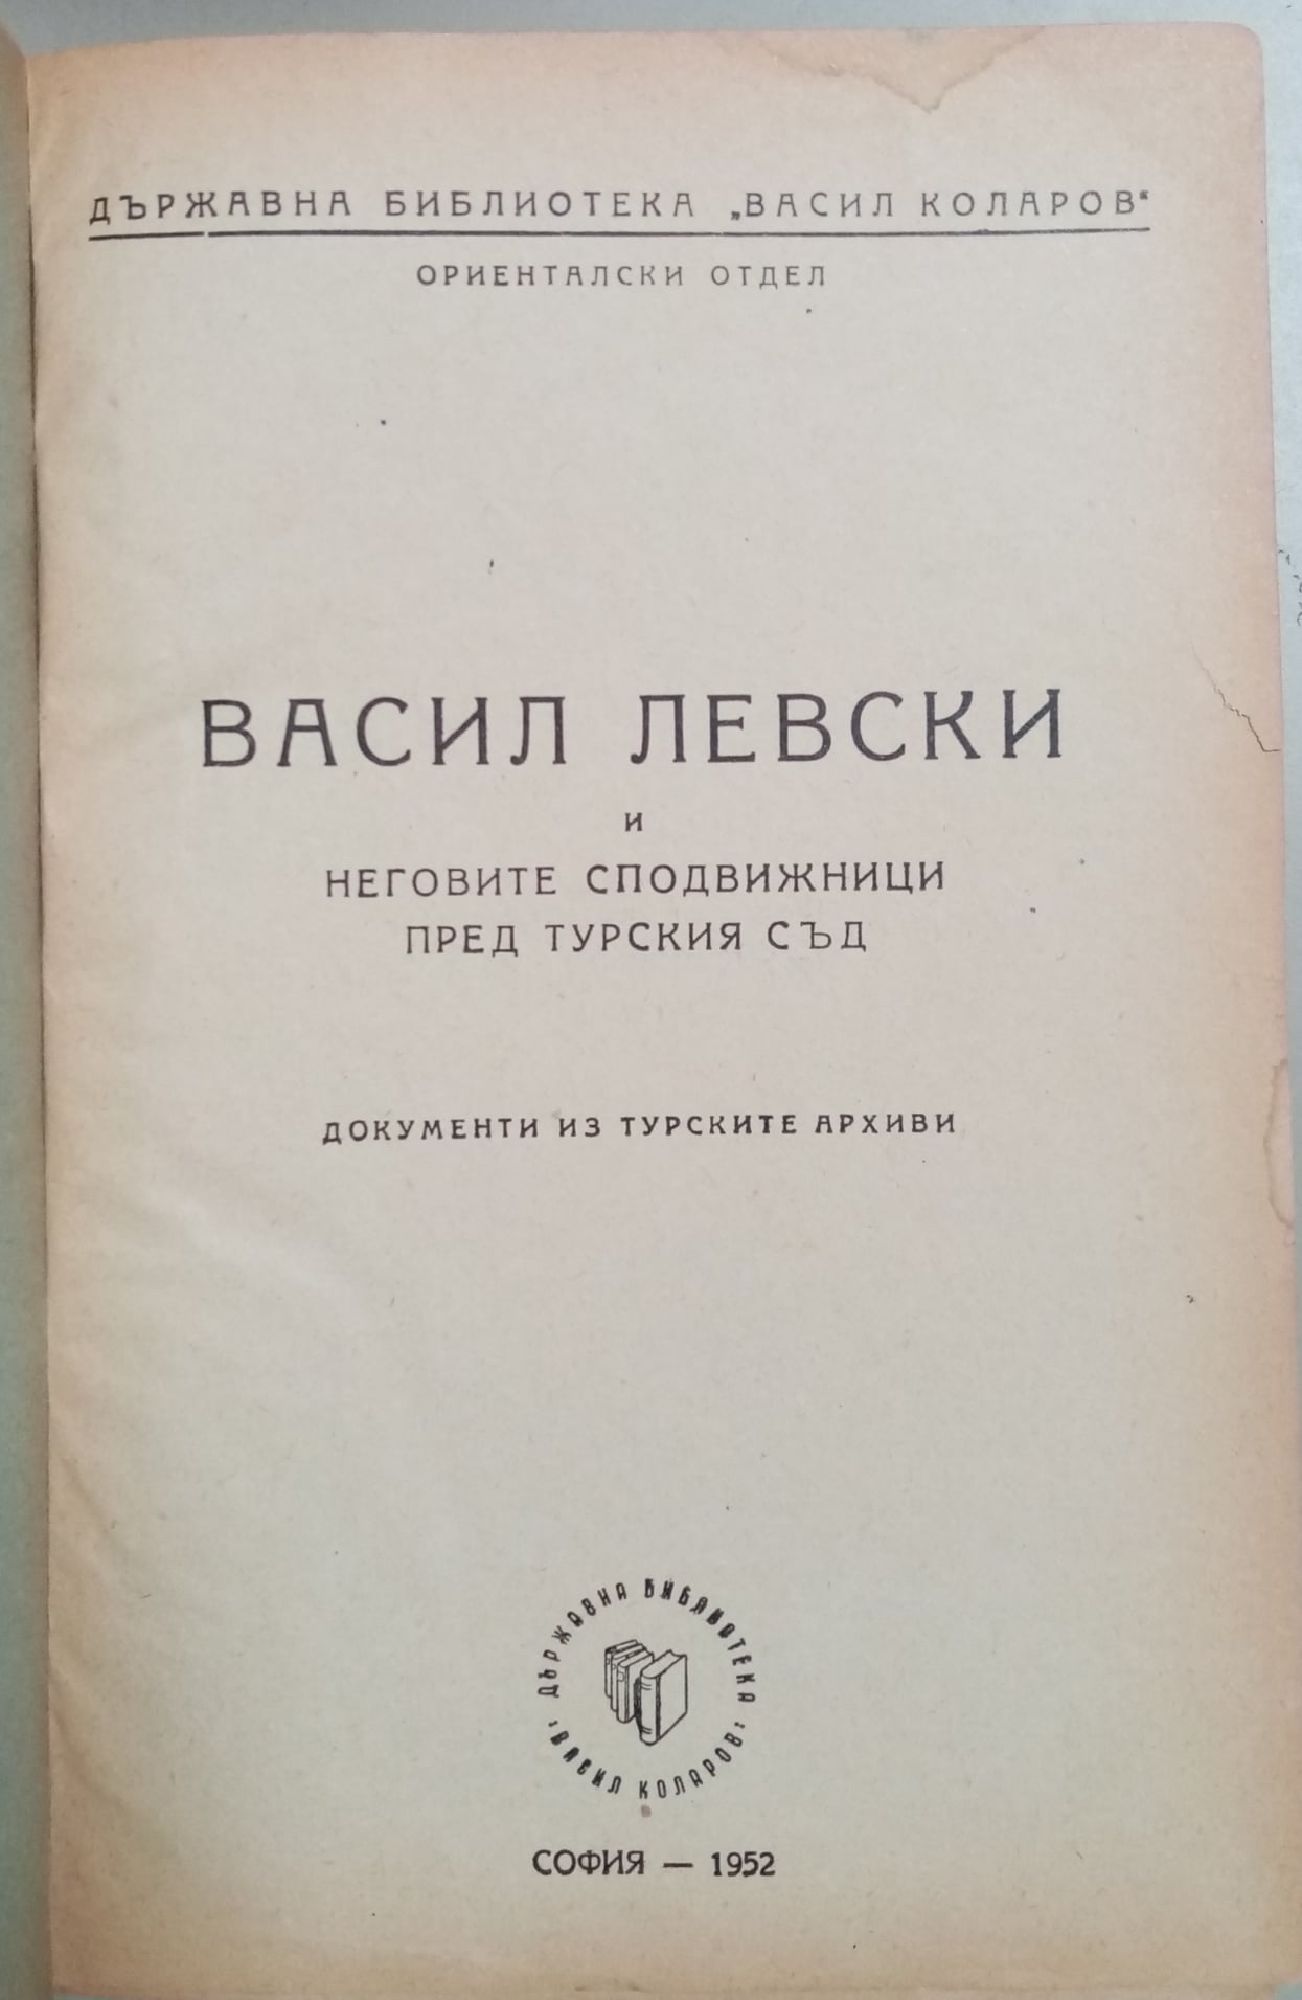 ДЪРЖАВНА БИБЛИОТЕКА „ВАСИЛ КОЛАРОВ“
ОРИЕНТАЛСКИ ОТДЕЛ
ВАСИЛ ЛЕВСКИ
И
НЕГОВИТЕ СПОДВИЖНИЦИ
ПРЕД ТУРСКИЯ СЪД
ДОКУМЕНТИ ИЗ ТУРСКИТЕ АРХИВИ
ДЪРЖАВНА БИБЛИОТЕКА
ВАСИЛ КОЛАРОВ
СОФИЯ — 1952